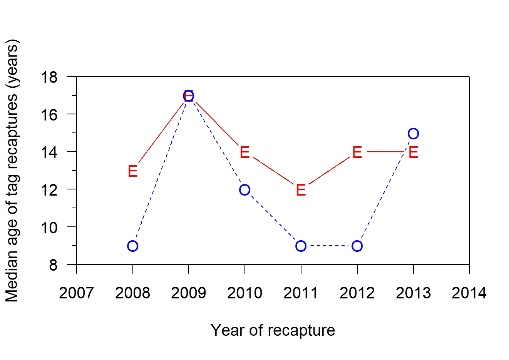 Median age of tag recaptures (years)
18
16
14
12
10
8
E
E
E
E
E
E
O
O
O
O
O
O
2007 2008 2009 2010 2011 2012 2013 2014
Year of recapture